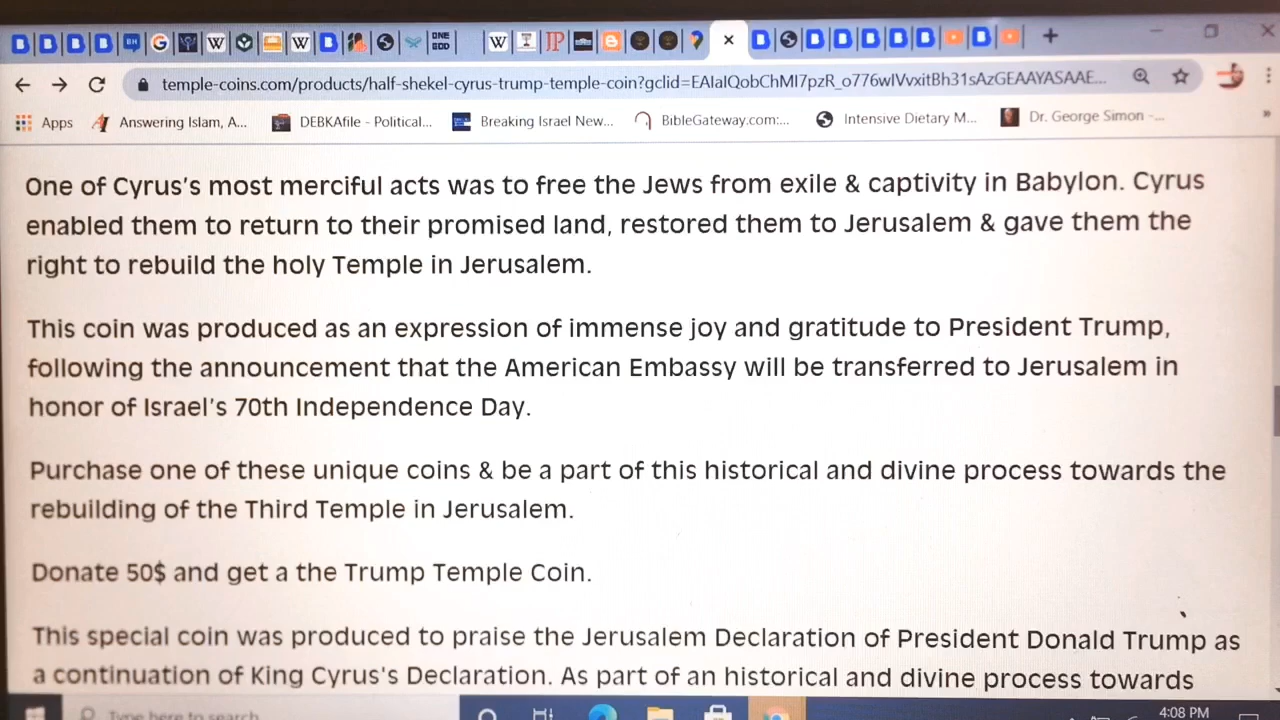 ONE
GOD
temple-coins.com/products/half-shekel-cyrus-trump-temple-coin?gclid=EAIaIQobChMI7pzR_o776wIVvxitBh31sAzGEAAYASAAE...
Apps Answering Islam, A... DEBKAfile - Political... Breaking Israel New... BibleGateway.com:... Intensive Dietary M... Dr. George Simon -...
One of Cyrus's most merciful acts was to free the Jews from exile & captivity in Babylon. Cyrus
enabled them to return to their promised land, restored them to Jerusalem & gave them the
right to rebuild the holy Temple in Jerusalem.
This coin was produced as an expression of immense joy and gratitude to President Trump,
following the announcement that the American Embassy will be transferred to Jerusalem in
honor of Israel's 70th Independence Day.
Purchase one of these unique coins & be a part of this historical and divine process towards the
rebuilding of the Third Temple in Jerusalem.
Donate 50$ and get a the Trump Temple Coin.
This special coin was produced to praise the Jerusalem Declaration of President Donald Trump as
a continuation of King Cyrus's Declaration. As part of an historical and divine process towards
Type here to search
4:08 PM